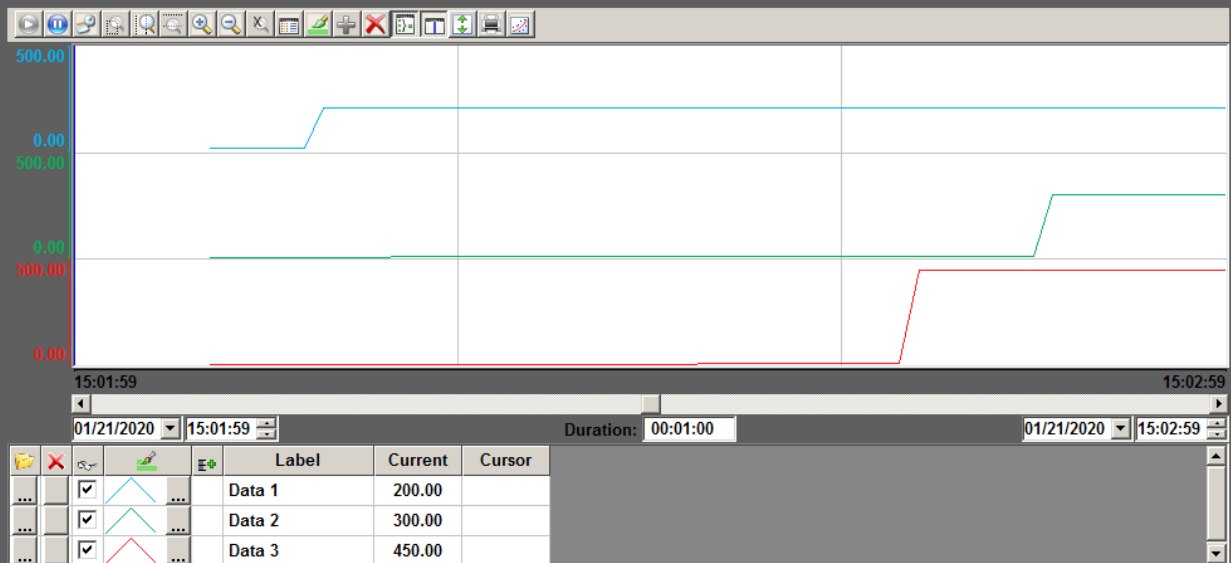 500.00
0.00
500.00
0.00
500.00
0.00
15:01:59 15:02:59
01/21/2020 15:01:59 Duration: 00:01:00 01/21/2020 15:02:59
Label Current Cursor
... ... Data 1 200.00
... ... Data 2 300.00
... ... Data 3 450.00